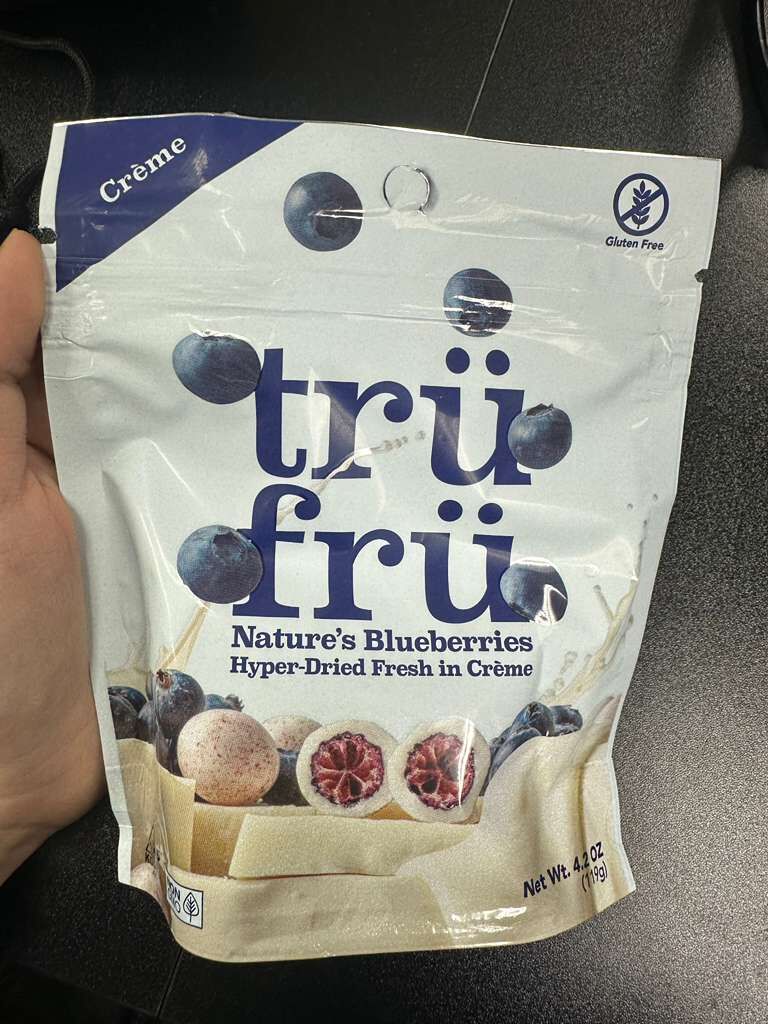 Crème
Gluten Free
trü
frü
Nature's Blueberries
Hyper-Dried Fresh in Crème
Net Wt. 4.2 OZ
(119g)